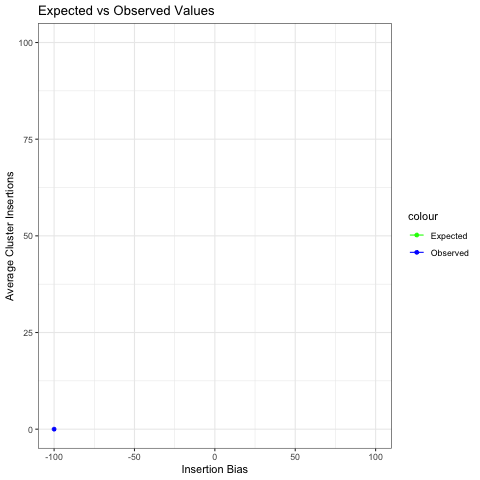 Expected vs Observed Values
100
75
50
25
0
Average Cluster Insertions
-100 -50 0 50 100
Insertion Bias
colour
Expected
Observed